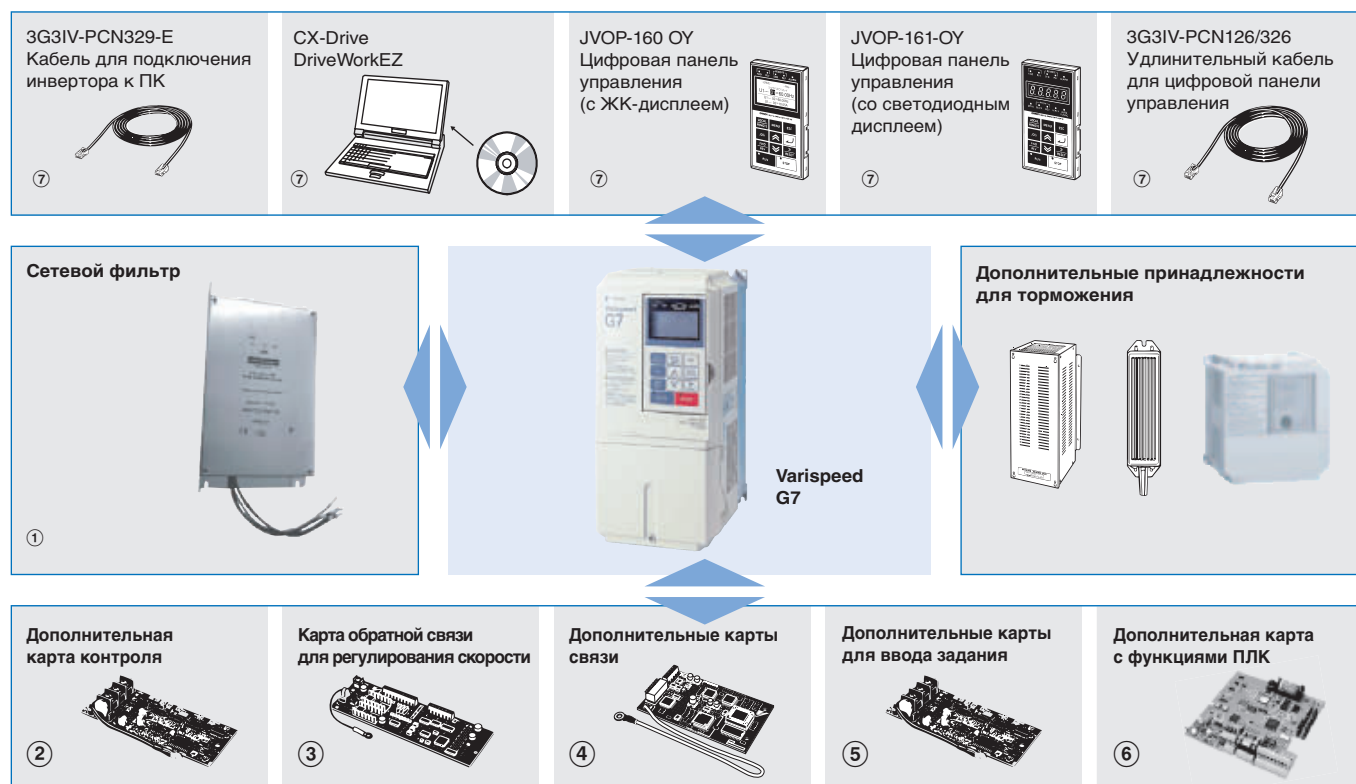 3G3IV-PCN329-E
Кабель для подключения
инвертора к ПК
⑦
CX-Drive
DriveWorkEZ
⑦
JVOP-160 OY
Цифровая панель
управления
(с ЖК-дисплеем)
⑦
JVOP-161-OY
Цифровая панель
управления
(со светодиодным
дисплеем)
⑦
3G3IV-PCN126/326
Удлинительный кабель
для цифровой панели
управления
⑦
Сетевой фильтр
①
G7
Varispeed
G7
Дополнительные принадлежности
для торможения
Дополнительная
карта контроля
②
Карта обратной связи
для регулирования скорости
③
Дополнительные карты
связи
④
Дополнительные карты
для ввода задания
⑤
Дополнительная карта
с функциями ПЛК
⑥